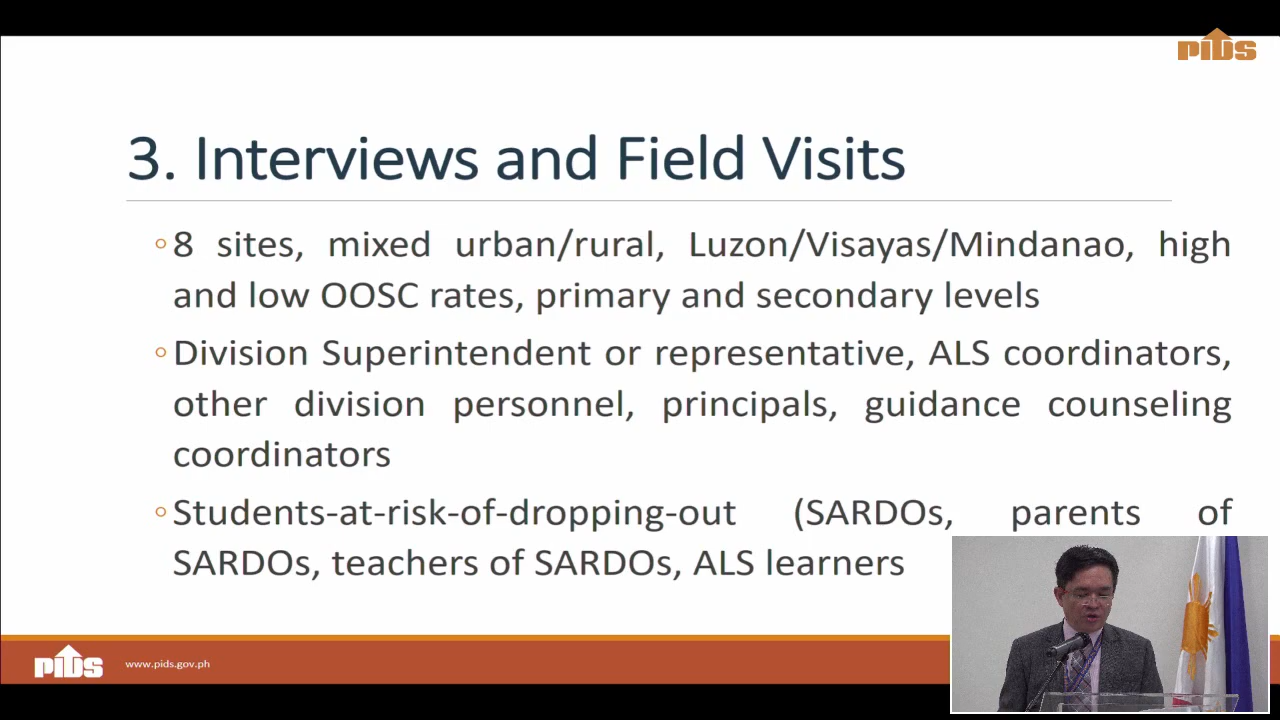 PIDS
3. Interviews and Field Visits
8 sites, mixed urban/rural, Luzon/Visayas/Mindanao, high
and low OOSC rates, primary and secondary levels
Division Superintendent or representative, ALS coordinators,
other division personnel, principals, guidance counseling
coordinators
Students-at-risk-of-dropping-out (SARDOs, parents of
SARDOs, teachers of SARDOs, ALS learners
PIDS
www.pids.gov.ph